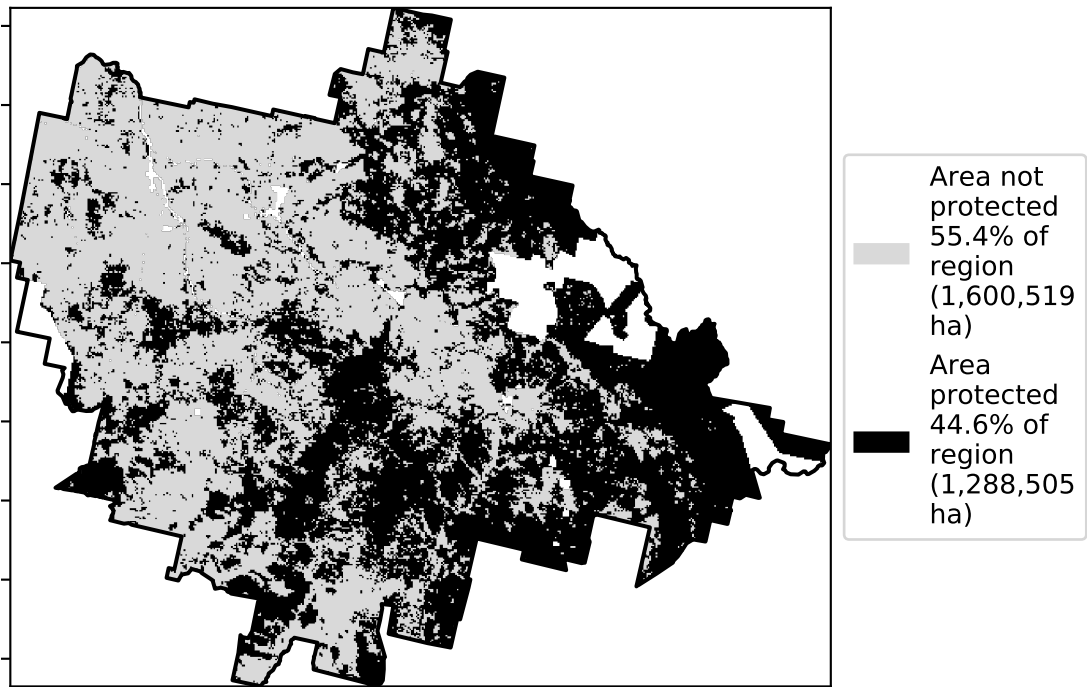 Area not
protected
55.4% of
region
(1,600,519
ha)
Area
protected
44.6% of
region
(1,288,505
ha)